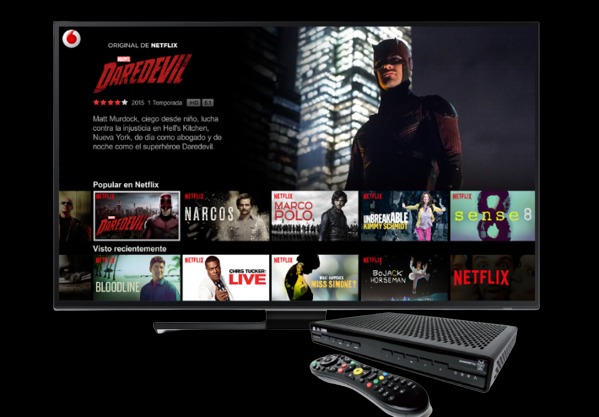 ORIGINAL DE NETFLIX
MARVEL
DAREDEVIL
2015 1 Temporada HD 5.1
Matt Murdock, ciego desde niño, lucha
contra la injusticia en Hell's Kitchen,
Nueva York, de día como abogado y de
noche como el superhéroe Daredevil.
Popular en Netflix
NETFLIX NETFLIX NETFLIX NETFLIX NETFLIX
DAREDEVIL
NARCOS
MARCO
POLO
UNBREAKABLE
KIMMY SCHMIDT
sense8
Visto recientemente
NETFLIX NETFLIX NETFLIX NETFLIX
BLOODLINE
CHRIS TUCKER
LIVE
WHAT HAPPENED,
MISS SIMONE?
BOJACK
HORSEMAN
NETFLIX